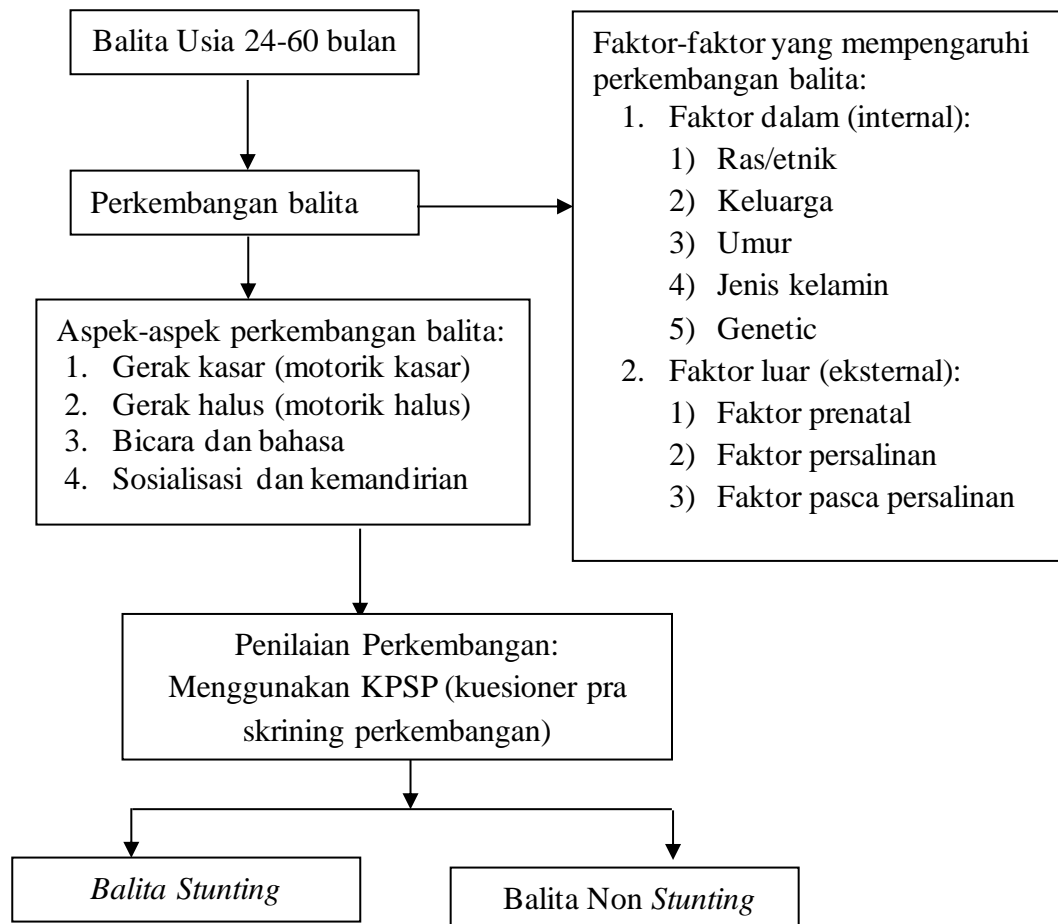 Balita Usia 24-60 bulan
Perkembangan balita
Aspek-aspek perkembangan balita:
1. Gerak kasar (motorik kasar)
2. Gerak halus (motorik halus)
3. Bicara dan bahasa
4. Sosialisasi dan kemandirian
Faktor-faktor yang mempengaruhi
perkembangan balita:
1. Faktor dalam (internal):
1) Ras/etnik
2) Keluarga
3) Umur
4) Jenis kelamin
5) Genetic
2. Faktor luar (eksternal):
1) Faktor prenatal
2) Faktor persalinan
3) Faktor pasca persalinan
Penilaian Perkembangan:
Menggunakan KPSP (kuesioner pra
skrining perkembangan)
Balita Stunting
Balita Non Stunting